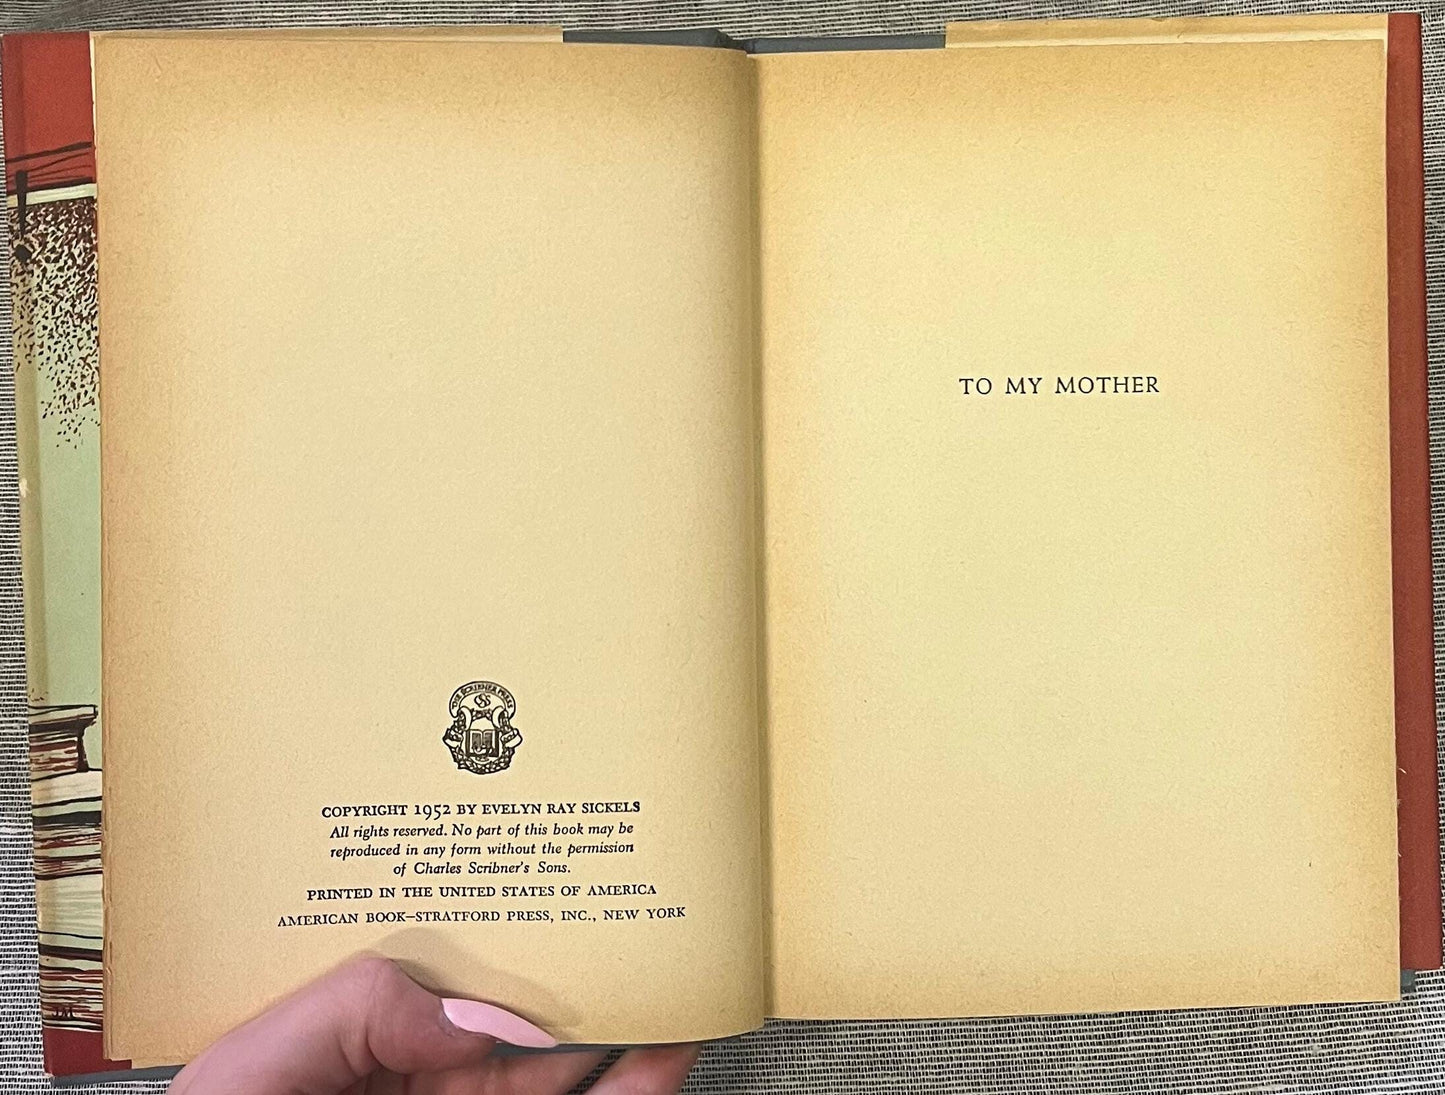 THE SCRIBNER PRESS
COPYRIGHT 1952 BY EVELYN RAY SICKELS
All rights reserved. No part of this book may be
reproduced in any form without the permission
of Charles Scribner's Sons.
PRINTED IN THE UNITED STATES OF AMERICA
AMERICAN BOOK–STRATFORD PRESS, INC., NEW YORK
TO MY MOTHER